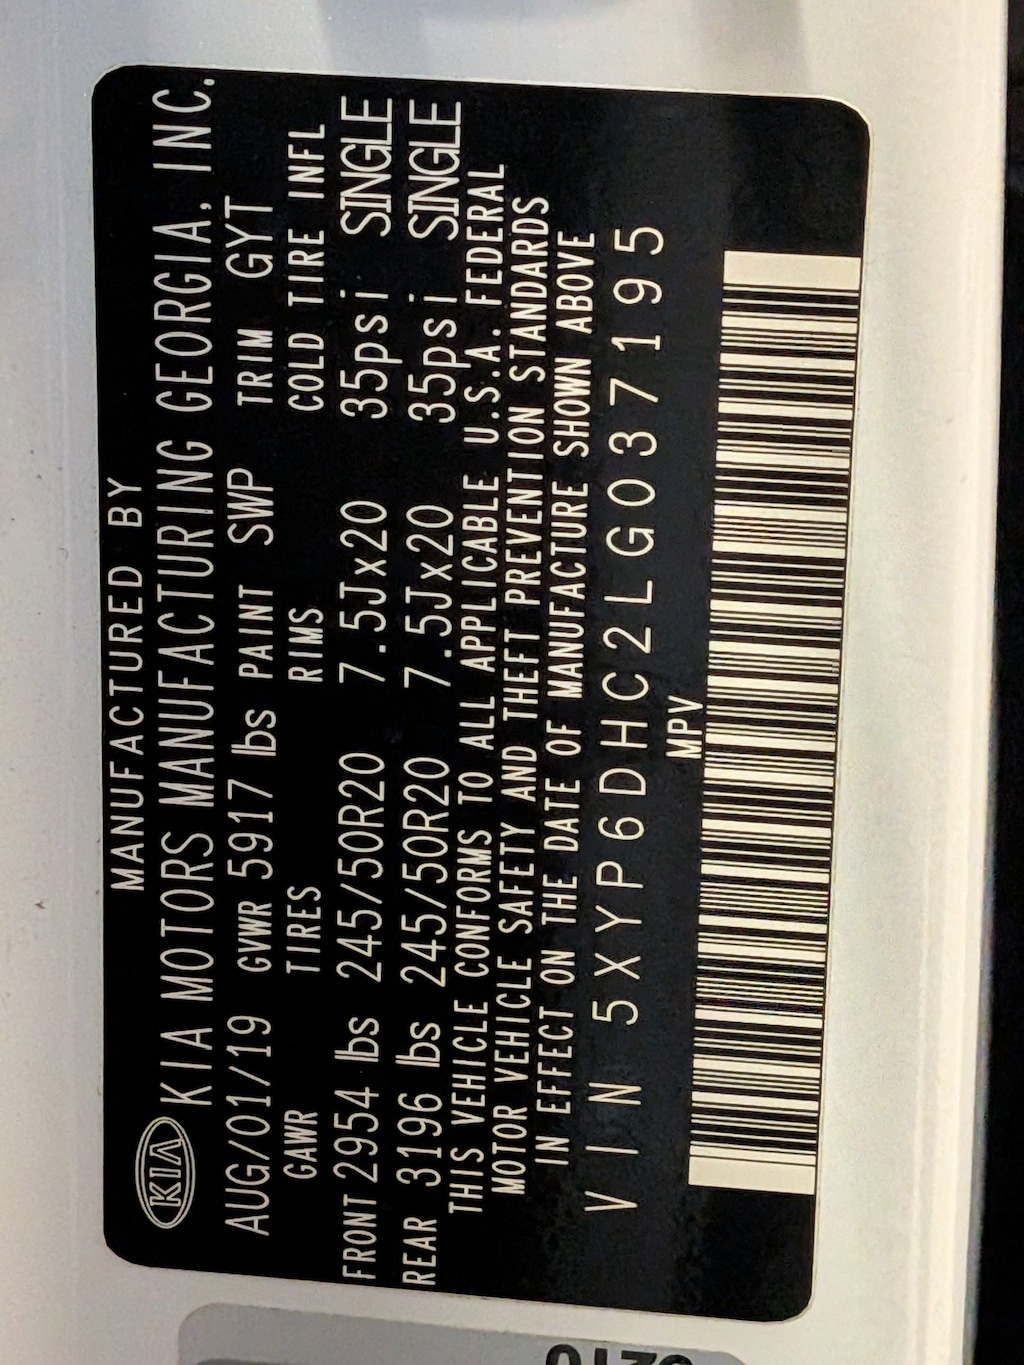 MANUFACTURED BY
KIA KIA MOTORS MANUFACTURING GEORGIA, INC.
AUG/01/19 GVWR 5917 lbs PAINT SWP TRIM GYT
GAWR TIRES RIMS COLD TIRE INFL
FRONT 2954 lbs 245/50R20 7.5Jx20 35psi SINGLE
REAR 3196 lbs 245/50R20 7.5Jx20 35psi SINGLE
THIS VEHICLE CONFORMS TO ALL APPLICABLE U.S.A. FEDERAL
MOTOR VEHICLE SAFETY AND THEFT PREVENTION STANDARDS
IN EFFECT ON THE DATE OF MANUFACTURE SHOWN ABOVE
VIN 5XYP6DHC2LG037195
MPV